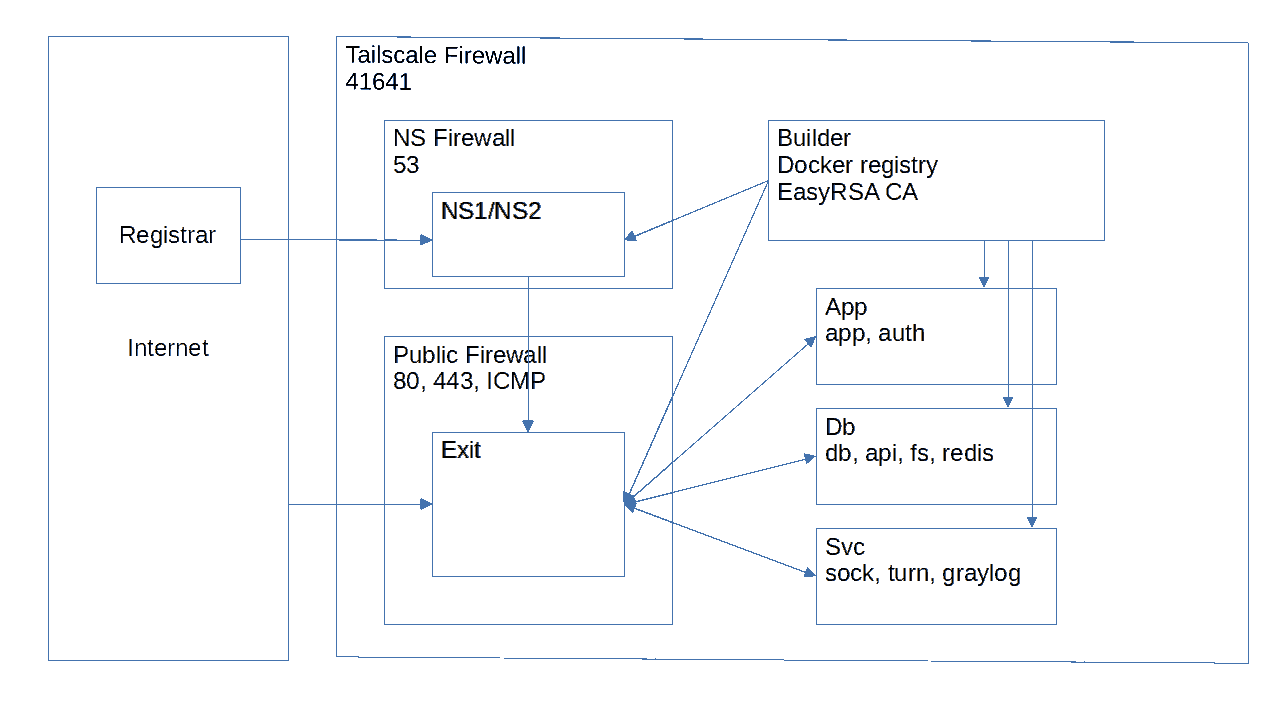 Tailscale Firewall
41641
NS Firewall
53
NS1/NS2
Builder
Docker registry
EasyRSA CA
Registrar
Internet
App
app, auth
Public Firewall
80, 443, ICMP
Exit
Db
db, api, fs, redis
Svc
sock, turn, graylog